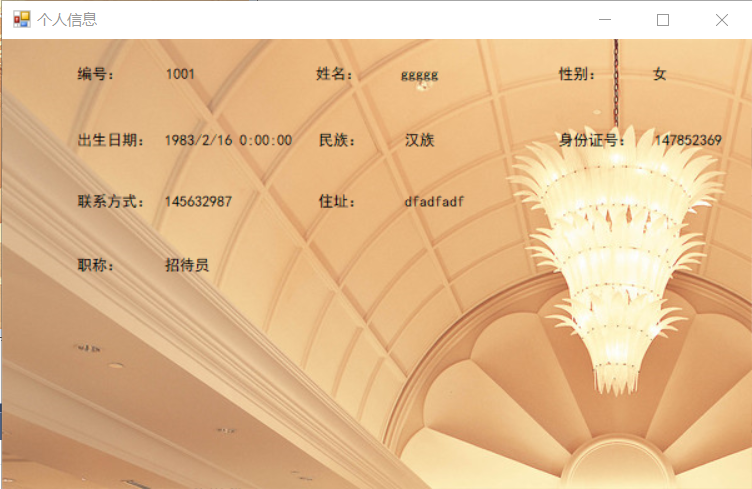 个人信息
编号： 1001 姓名： ggggg 性别： 女
出生日期： 1983/2/16 0:00:00 民族： 汉族 身份证号： 147852369
联系方式： 145632987 住址： dfadfadf
职称： 招待员